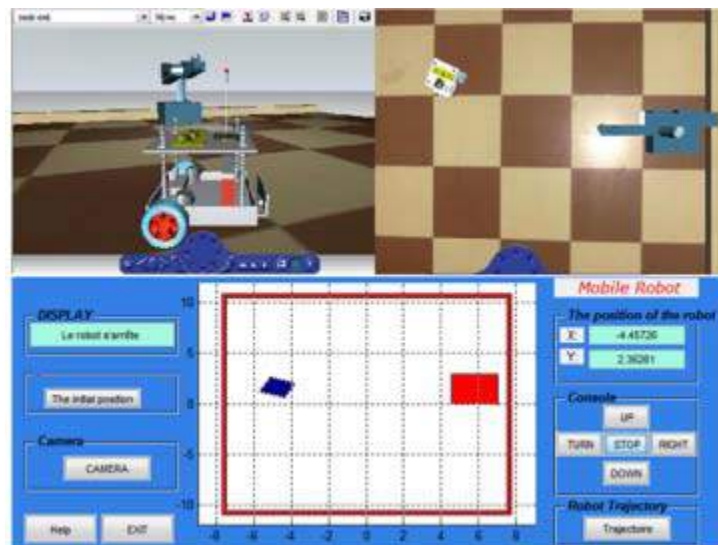 Mobile Robot
DISPLAY
Le robot s'arrête
The position of the robot
X: -4.45726
Y: 2.36281
The initial position
Console
UP
TURN STOP RIGHT
DOWN
Camera
CAMERA
Robot Trajectory
Trajectoire
Help EXIT
10
5
0
-5
-10
-8 -6 -4 -2 0 2 4 6 8